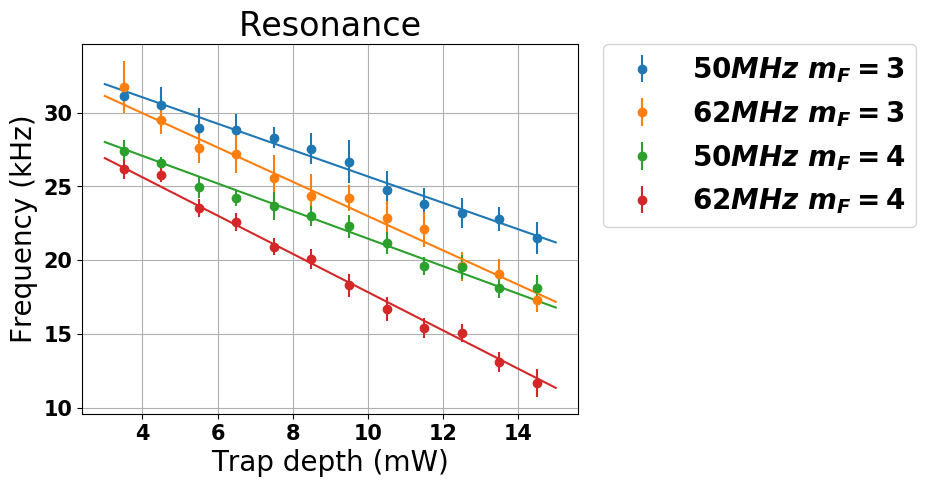 Resonance
Frequency (kHz)
30
25
20
15
10
4 6 8 10 12 14
Trap depth (mW)
50MHz m_F = 3
62MHz m_F = 3
50MHz m_F = 4
62MHz m_F = 4